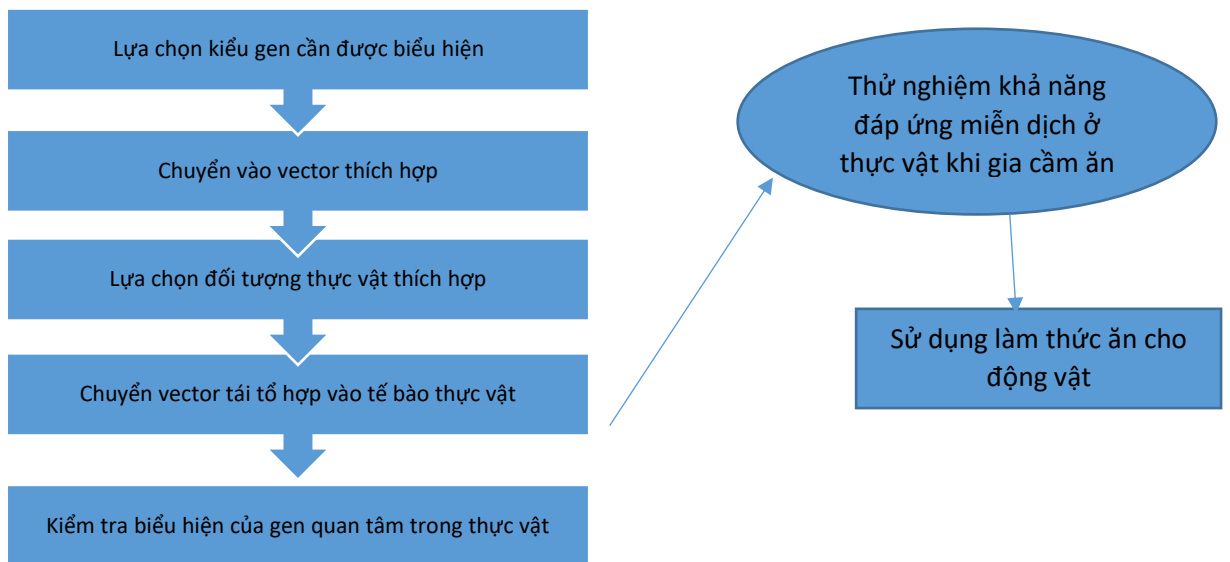 Lựa chọn kiểu gen cần được biểu hiện
Chuyển vào vector thích hợp
Lựa chọn đối tượng thực vật thích hợp
Chuyển vector tái tổ hợp vào tế bào thực vật
Kiểm tra biểu hiện của gen quan tâm trong thực vật
Thử nghiệm khả năng
đáp ứng miễn dịch ở
thực vật khi gia cầm ăn
Sử dụng làm thức ăn cho
động vật